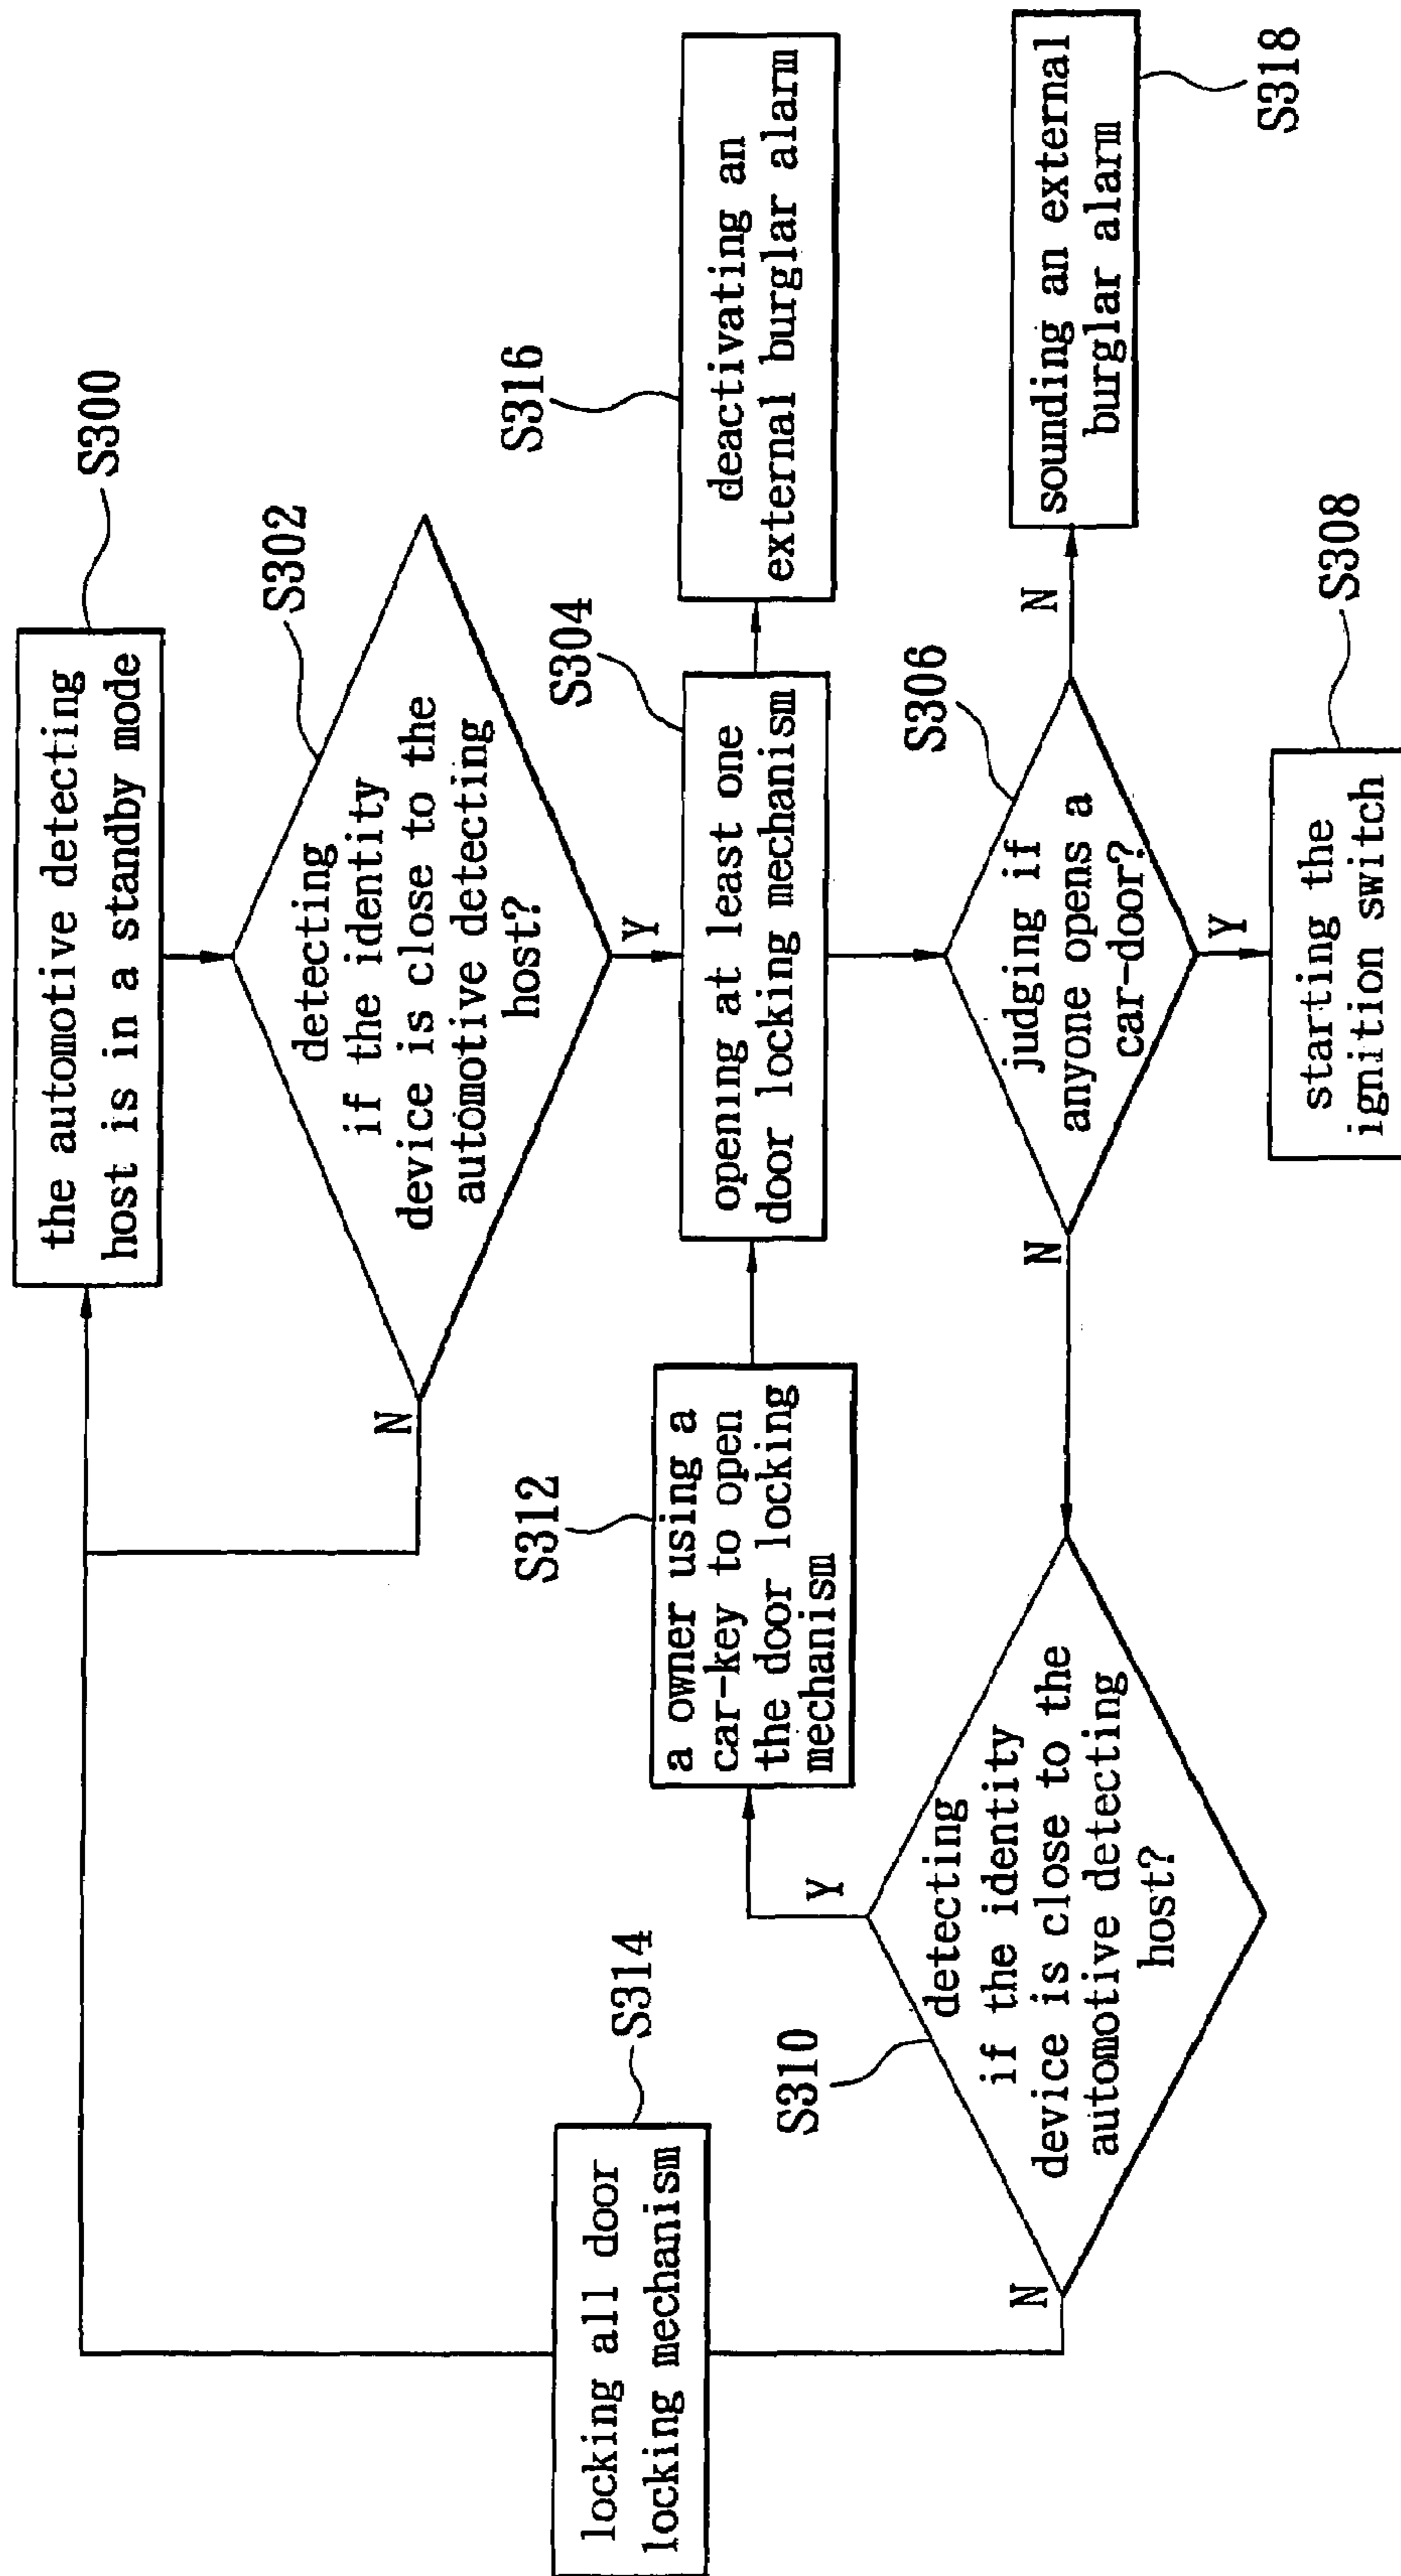 the automotive detecting
host is in a standby mode
S300
detecting
if the identity
device is close to the
automotive detecting
host?
S302
N
Y
opening at least one
door locking mechanism
S304
deactivating an
external burglar alarm
S316
a owner using a
car-key to open
the door locking
mechanism
S312
judging if
anyone opens a
car-door?
S306
N
sounding an external
burglar alarm
S318
Y
starting the
ignition switch
S308
N
detecting
if the identity
device is close to the
automotive detecting
host?
S310
Y
N
locking all door
locking mechanism
S314